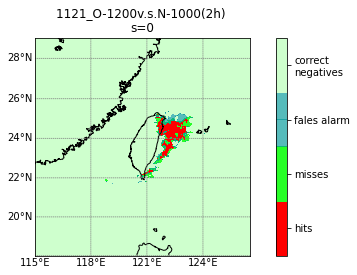 1121_O-1200v.s.N-1000(2h)
s=0
28°N
26°N
24°N
22°N
20°N
115°E
118°E
121°E
124°E
correct
negatives
fales alarm
misses
hits